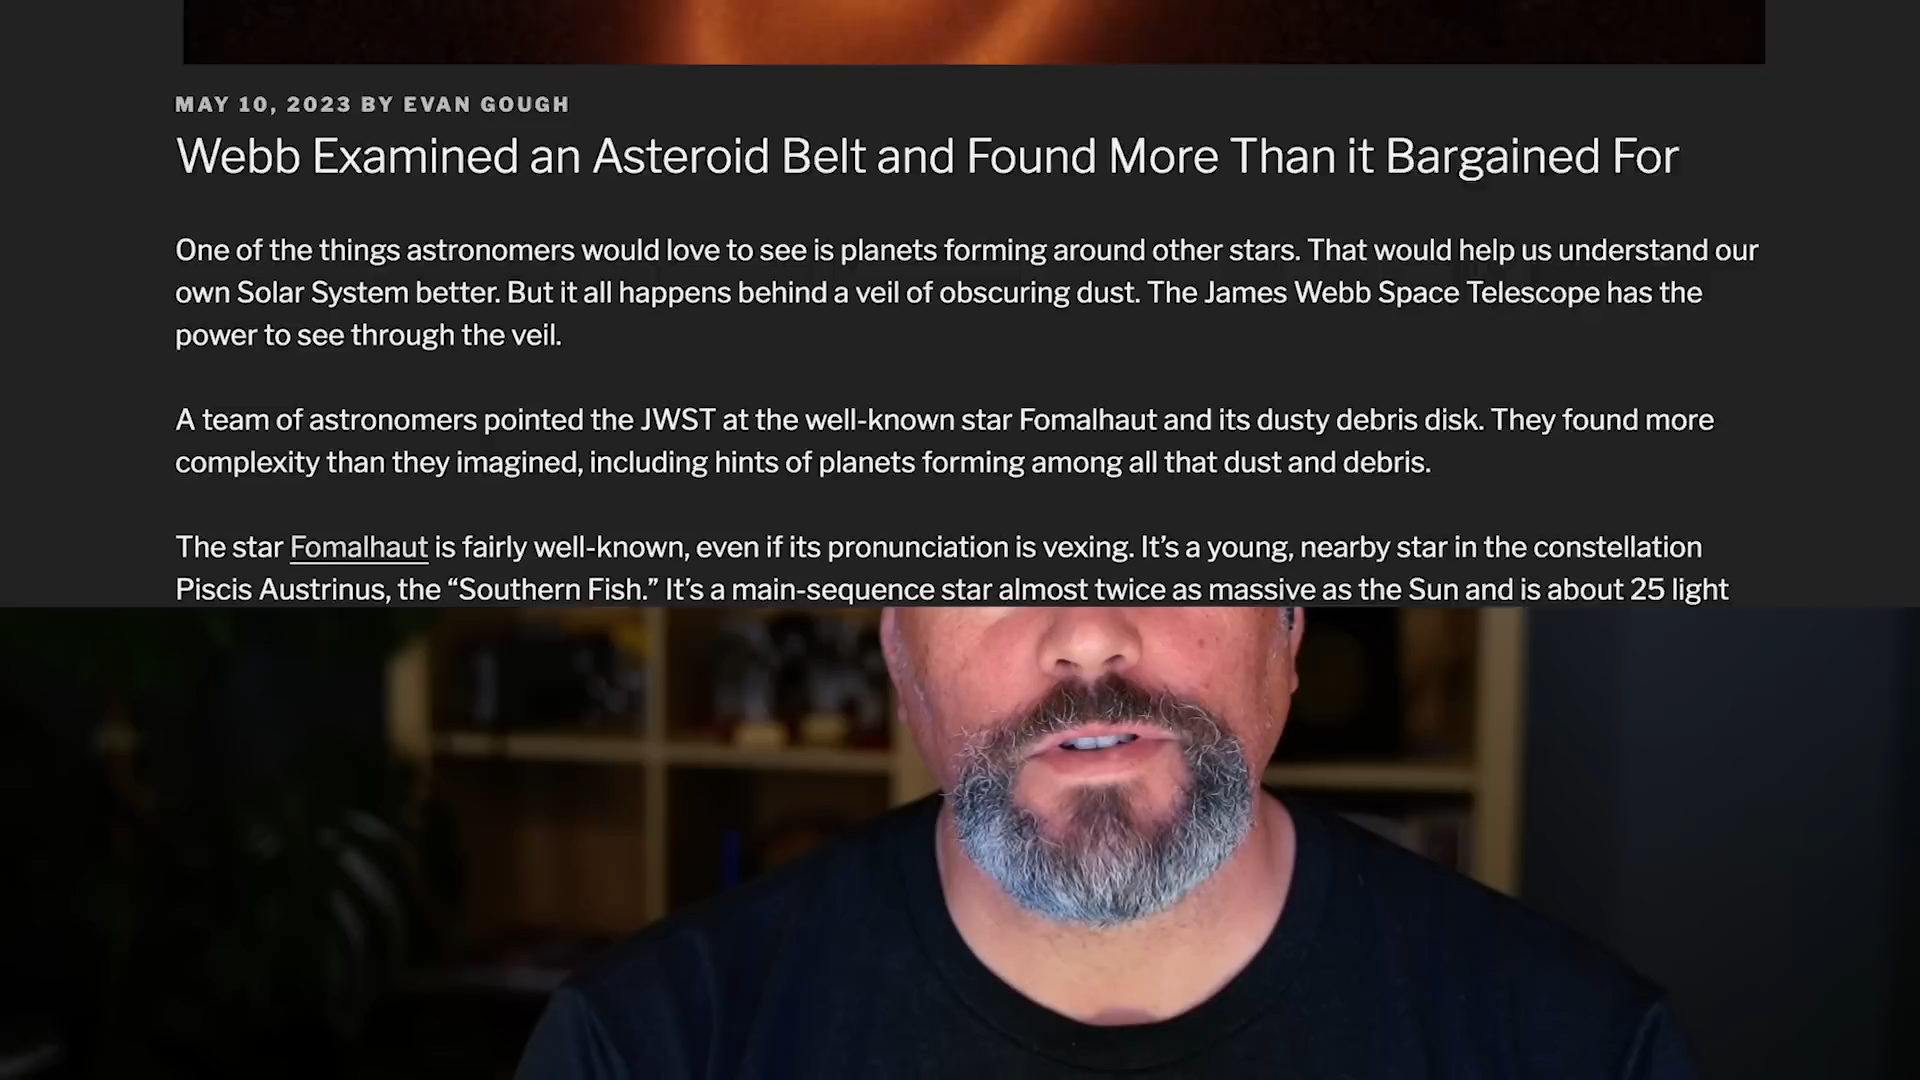 MAY 10, 2023 BY EVAN GOUGH
Webb Examined an Asteroid Belt and Found More Than it Bargained For
One of the things astronomers would love to see is planets forming around other stars. That would help us understand our
own Solar System better. But it all happens behind a veil of obscuring dust. The James Webb Space Telescope has the
power to see through the veil.
A team of astronomers pointed the JWST at the well-known star Fomalhaut and its dusty debris disk. They found more
complexity than they imagined, including hints of planets forming among all that dust and debris.
The star Fomalhaut is fairly well-known, even if its pronunciation is vexing. It’s a young, nearby star in the constellation
Piscis Austrinus, the “Southern Fish.” It’s a main-sequence star almost twice as massive as the Sun and is about 25 light